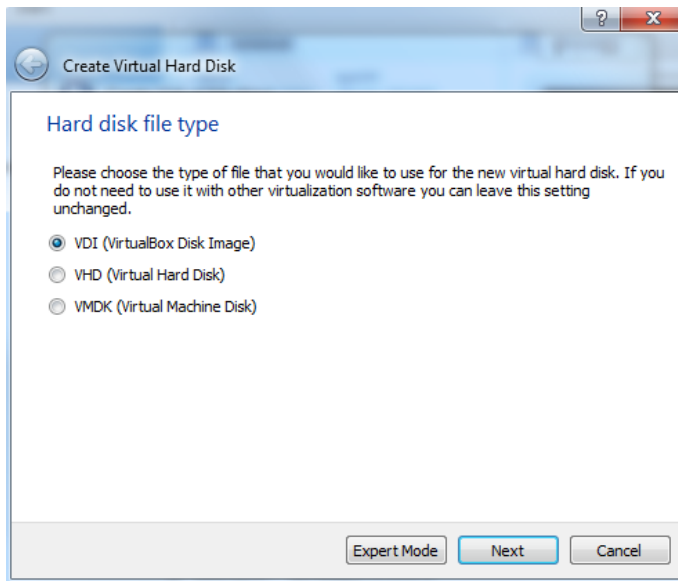 Create Virtual Hard Disk
Hard disk file type
Please choose the type of file that you would like to use for the new virtual hard disk. If you
do not need to use it with other virtualization software you can leave this setting
unchanged.
VDI (VirtualBox Disk Image)
VHD (Virtual Hard Disk)
VMDK (Virtual Machine Disk)
Expert Mode Next Cancel